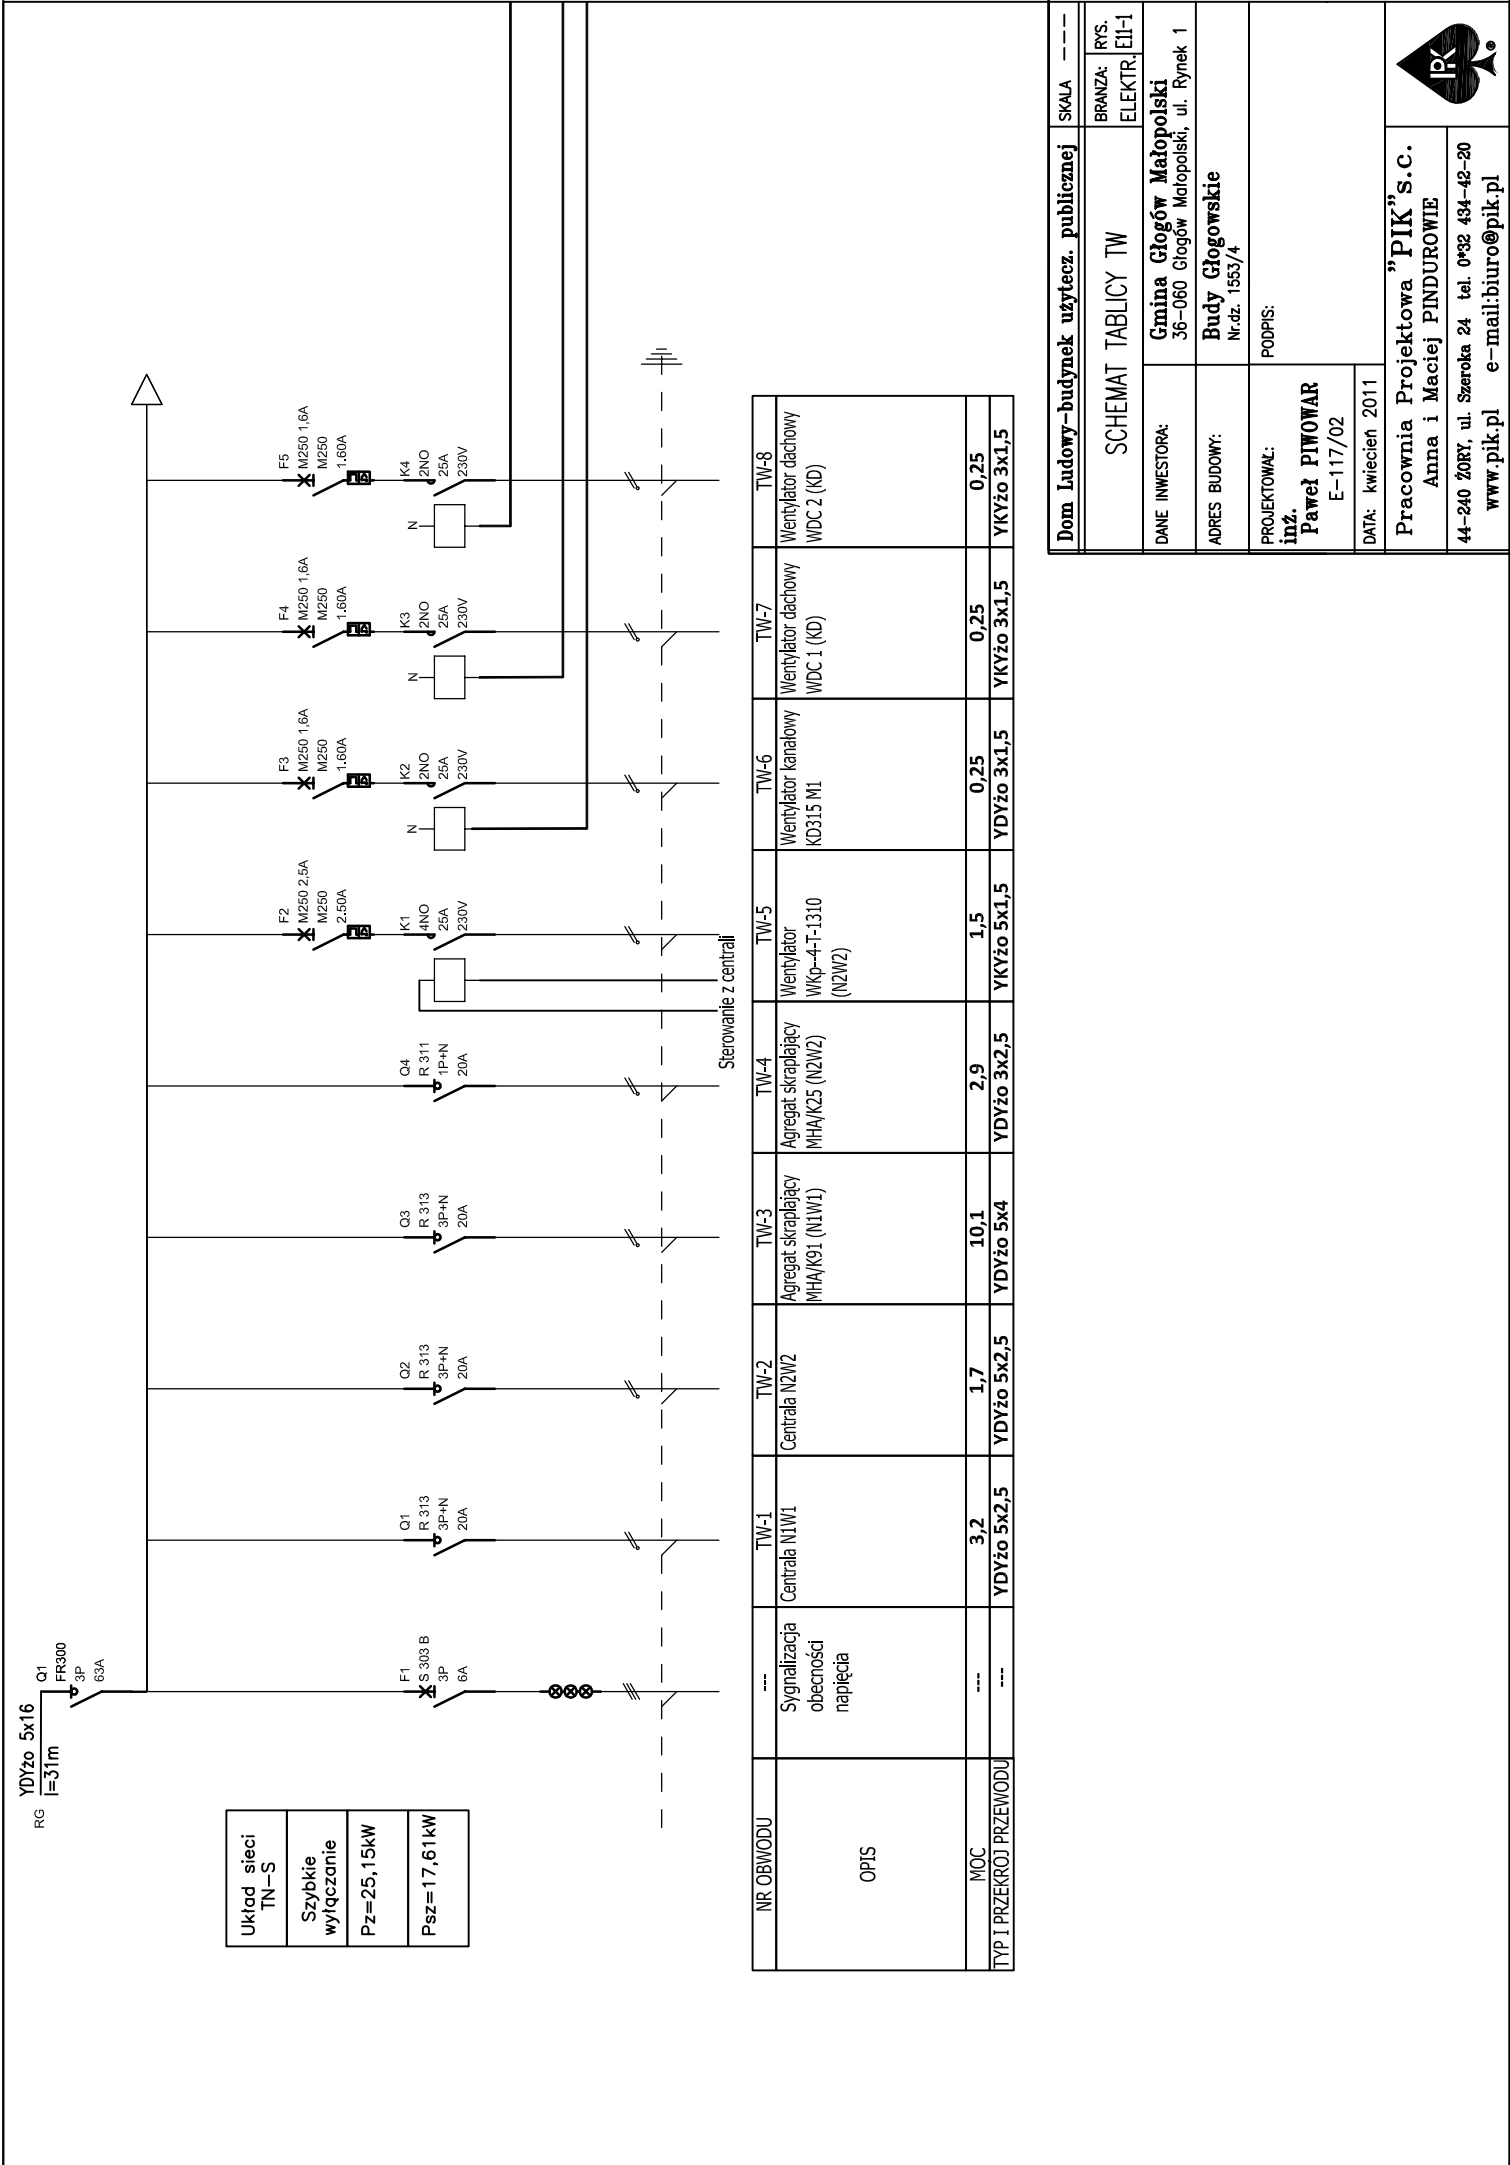 RG
YDYżo 5x16
l=31m
Q1
FR300
3P
63A
Układ sieci
TN-S
Szybkie
wyłączanie
Pz=25,15kW
Psz=17,61kW
F1
S 303 B
3P
6A
Q1
R 313
3P+N
20A
Q2
R 313
3P+N
20A
Q3
R 313
3P+N
20A
Q4
R 311
1P+N
20A
F2
M250 2,5A
M250
2.50A
K1
4NO
25A
230V
Sterowanie z centrali
F3
M250 1,6A
M250
1.60A
N
K2
2NO
25A
230V
F4
M250 1,6A
M250
1.60A
N
K3
2NO
25A
230V
F5
M250 1,6A
M250
1.60A
N
K4
2NO
25A
230V
NR OBWODU --- TW-1 TW-2 TW-3 TW-4 TW-5 TW-6 TW-7 TW-8
OPIS
Sygnalizacja
obecności
napięcia
Centrala N1W1
Centrala N2W2
Agregat skraplający
MHA/K91 (N1W1)
Agregat skraplający
MHA/K25 (N2W2)
Wentylator
WKp--4-T-1310
(N2W2)
Wentylator kanałowy
KD315 M1
Wentylator dachowy
WDC 1 (KD)
Wentylator dachowy
WDC 2 (KD)
MOC --- 3,2 1,7 10,1 2,9 1,5 0,25 0,25 0,25
TYP I PRZEKRÓJ PRZEWODU --- YDYżo 5x2,5 YDYżo 5x2,5 YDYżo 5x4 YDYżo 3x2,5 YKYżo 5x1,5 YDYżo 3x1,5 YKYżo 3x1,5 YKYżo 3x1,5
Dom Ludowy-budynek użytecz. publicznej
SKALA ---
SCHEMAT TABLICY TW
BRANŻA:
ELEKTR.
RYS.
E11-1
DANE INWESTORA:
Gmina Głogów Małopolski
36-060 Głogów Małopolski, ul. Rynek 1
ADRES BUDOWY:
Budy Głogowskie
Nr.dz. 1553/4
PROJEKTOWAŁ:
inż.
Paweł PIWOWAR
E-117/02
PODPIS:
DATA: kwiecień 2011
Pracownia Projektowa "PIK" s.c.
Anna i Maciej PINDUROWIE
44-240 ŻORY, ul. Szeroka 24 tel. 0*32 434-42-20
www.pik.pl e-mail:biuro@pik.pl
PIK
®